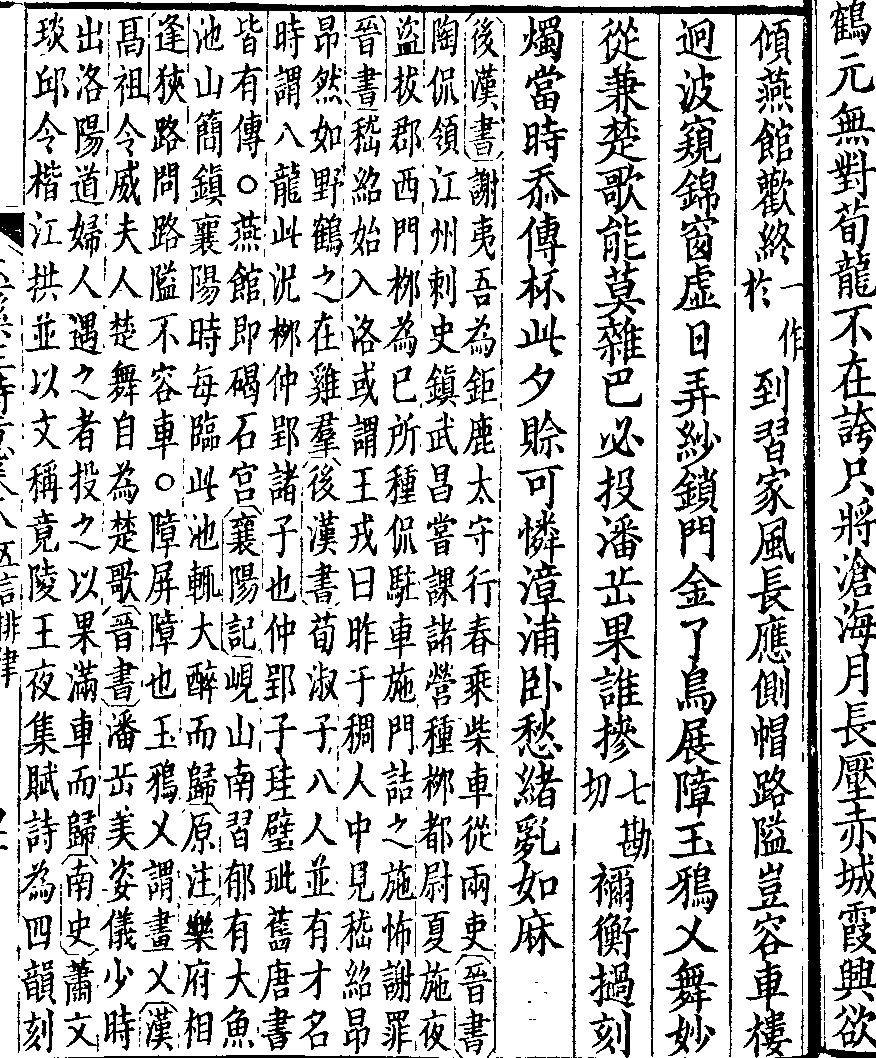 鶴元無對荀龍不在誇只將滄海月長壓赤城霞興欲
傾燕館歡終一作於到習家風長應側帽路隘豈容車樓
迥波窺錦窗虛日弄紗鎖門金了鳥展障玉鴉乂舞妙
從兼楚歌能莫雜巴必投潘岳果誰摻七勘切禰衡撾刻
燭當時忝傳杯此夕賒可憐漳浦卧愁緒亂如麻
後漢書謝夷吾為鉅鹿太守行春乘柴車從兩吏晉書
陶侃領江州刺史鎮武昌嘗課諸營種栁都尉夏施夜
盜拔郡西門栁為已所種侃駐車施門詰之施怖謝罪
晉書嵇紹始入洛或謂王戎曰昨于稠人中見嵇紹昂
昂然如野鶴之在雞羣後漢書荀淑子八人並有才名
時謂八龍此況栁仲郢諸子也仲郢子珪璧玭舊唐書
皆有傳○燕館即碣石宫襄陽記峴山南習郁有大魚
池山簡鎮襄陽時每臨此池輒大醉而歸原注樂府相
逢狹路問路隘不容車○障屏障也玉鴉乂謂畫乂漢
高祖令戚夫人楚舞自為楚歌晉書潘岳美姿儀少時
出洛陽道婦人遇之者投之以果滿車而歸南史蕭文
琰邱令楷江拱並以文稱竟陵王夜集賦詩為四韻刻
五言排律